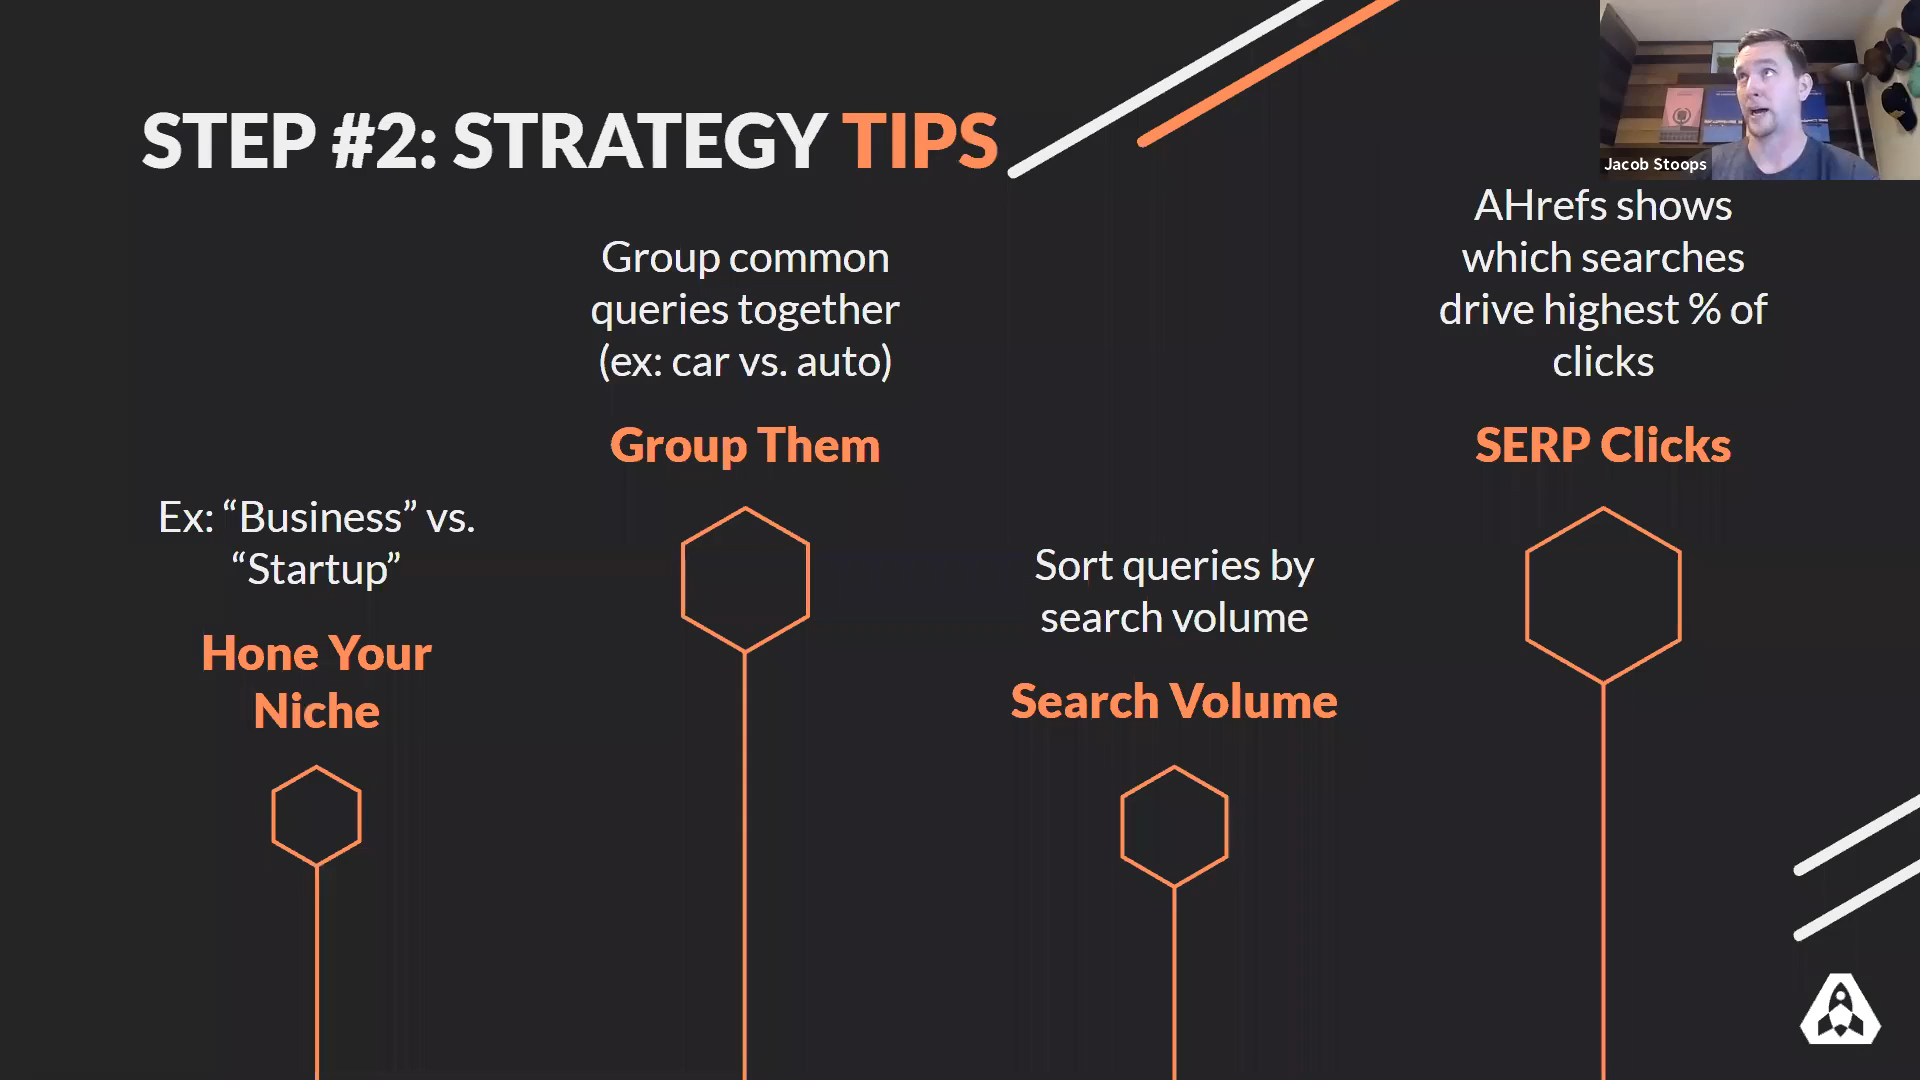 STEP #2: STRATEGY TIPS
Jacob Stoops
Ex: “Business” vs.
“Startup”
Hone Your
Niche
Group common
queries together
(ex: car vs. auto)
Group Them
Sort queries by
search volume
Search Volume
AHrefs shows
which searches
drive highest % of
clicks
SERP Clicks